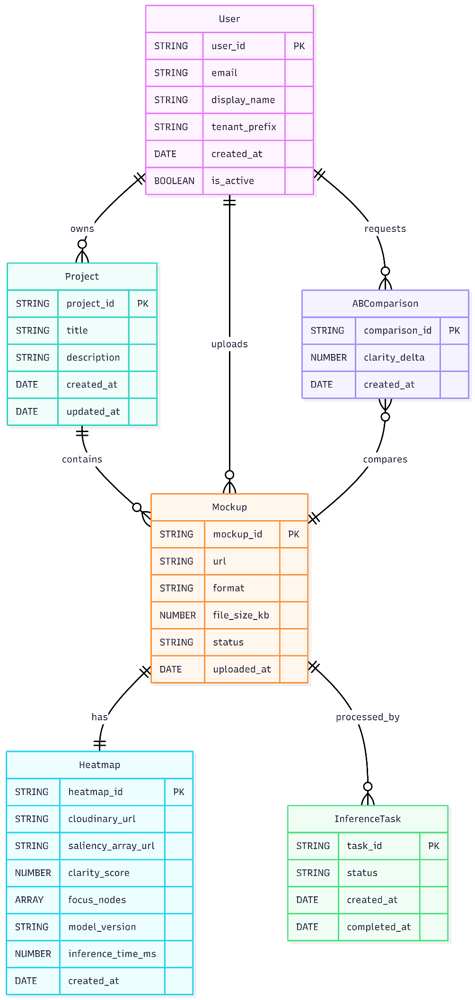 User
STRING user_id PK
STRING email
STRING display_name
STRING tenant_prefix
DATE created_at
BOOLEAN is_active
owns
requests
uploads
Project
STRING project_id PK
STRING title
STRING description
DATE created_at
DATE updated_at
ABComparison
STRING comparison_id PK
NUMBER clarity_delta
DATE created_at
contains
compares
Mockup
STRING mockup_id PK
STRING url
STRING format
NUMBER file_size_kb
STRING status
DATE uploaded_at
has
processed_by
Heatmap
STRING heatmap_id PK
STRING cloudinary_url
STRING saliency_array_url
NUMBER clarity_score
ARRAY focus_nodes
STRING model_version
NUMBER inference_time_ms
DATE created_at
InferenceTask
STRING task_id PK
STRING status
DATE created_at
DATE completed_at